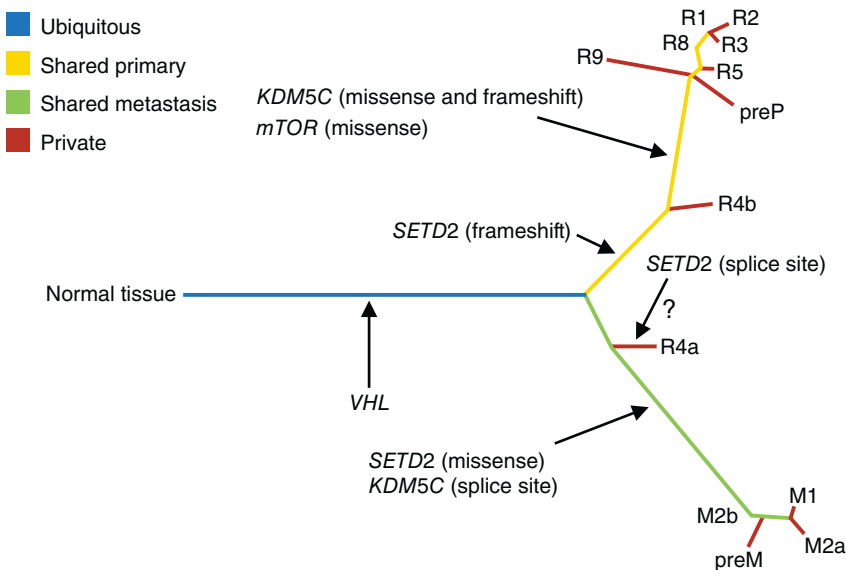 Ubiquitous
Shared primary
Shared metastasis
Private
R1
R2
R8
R3
R9
R5
KDM5C (missense and frameshift)
mTOR (missense)
preP
R4b
SETD2 (frameshift)
SETD2 (splice site)
Normal tissue
?
R4a
VHL
SETD2 (missense)
KDM5C (splice site)
M1
M2b
M2a
preM